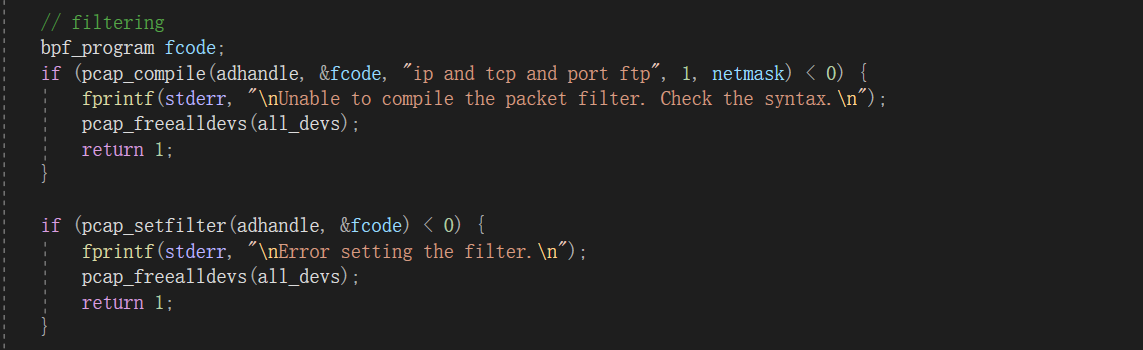 // filtering
bpf_program fcode;
if (pcap_compile(adhandle, &fcode, "ip and tcp and port ftp", 1, netmask) < 0) {
fprintf(stderr, "\nUnable to compile the packet filter. Check the syntax.\n");
pcap_freealldevs(all_devs);
return 1;
}
if (pcap_setfilter(adhandle, &fcode) < 0) {
fprintf(stderr, "\nError setting the filter.\n");
pcap_freealldevs(all_devs);
return 1;
}